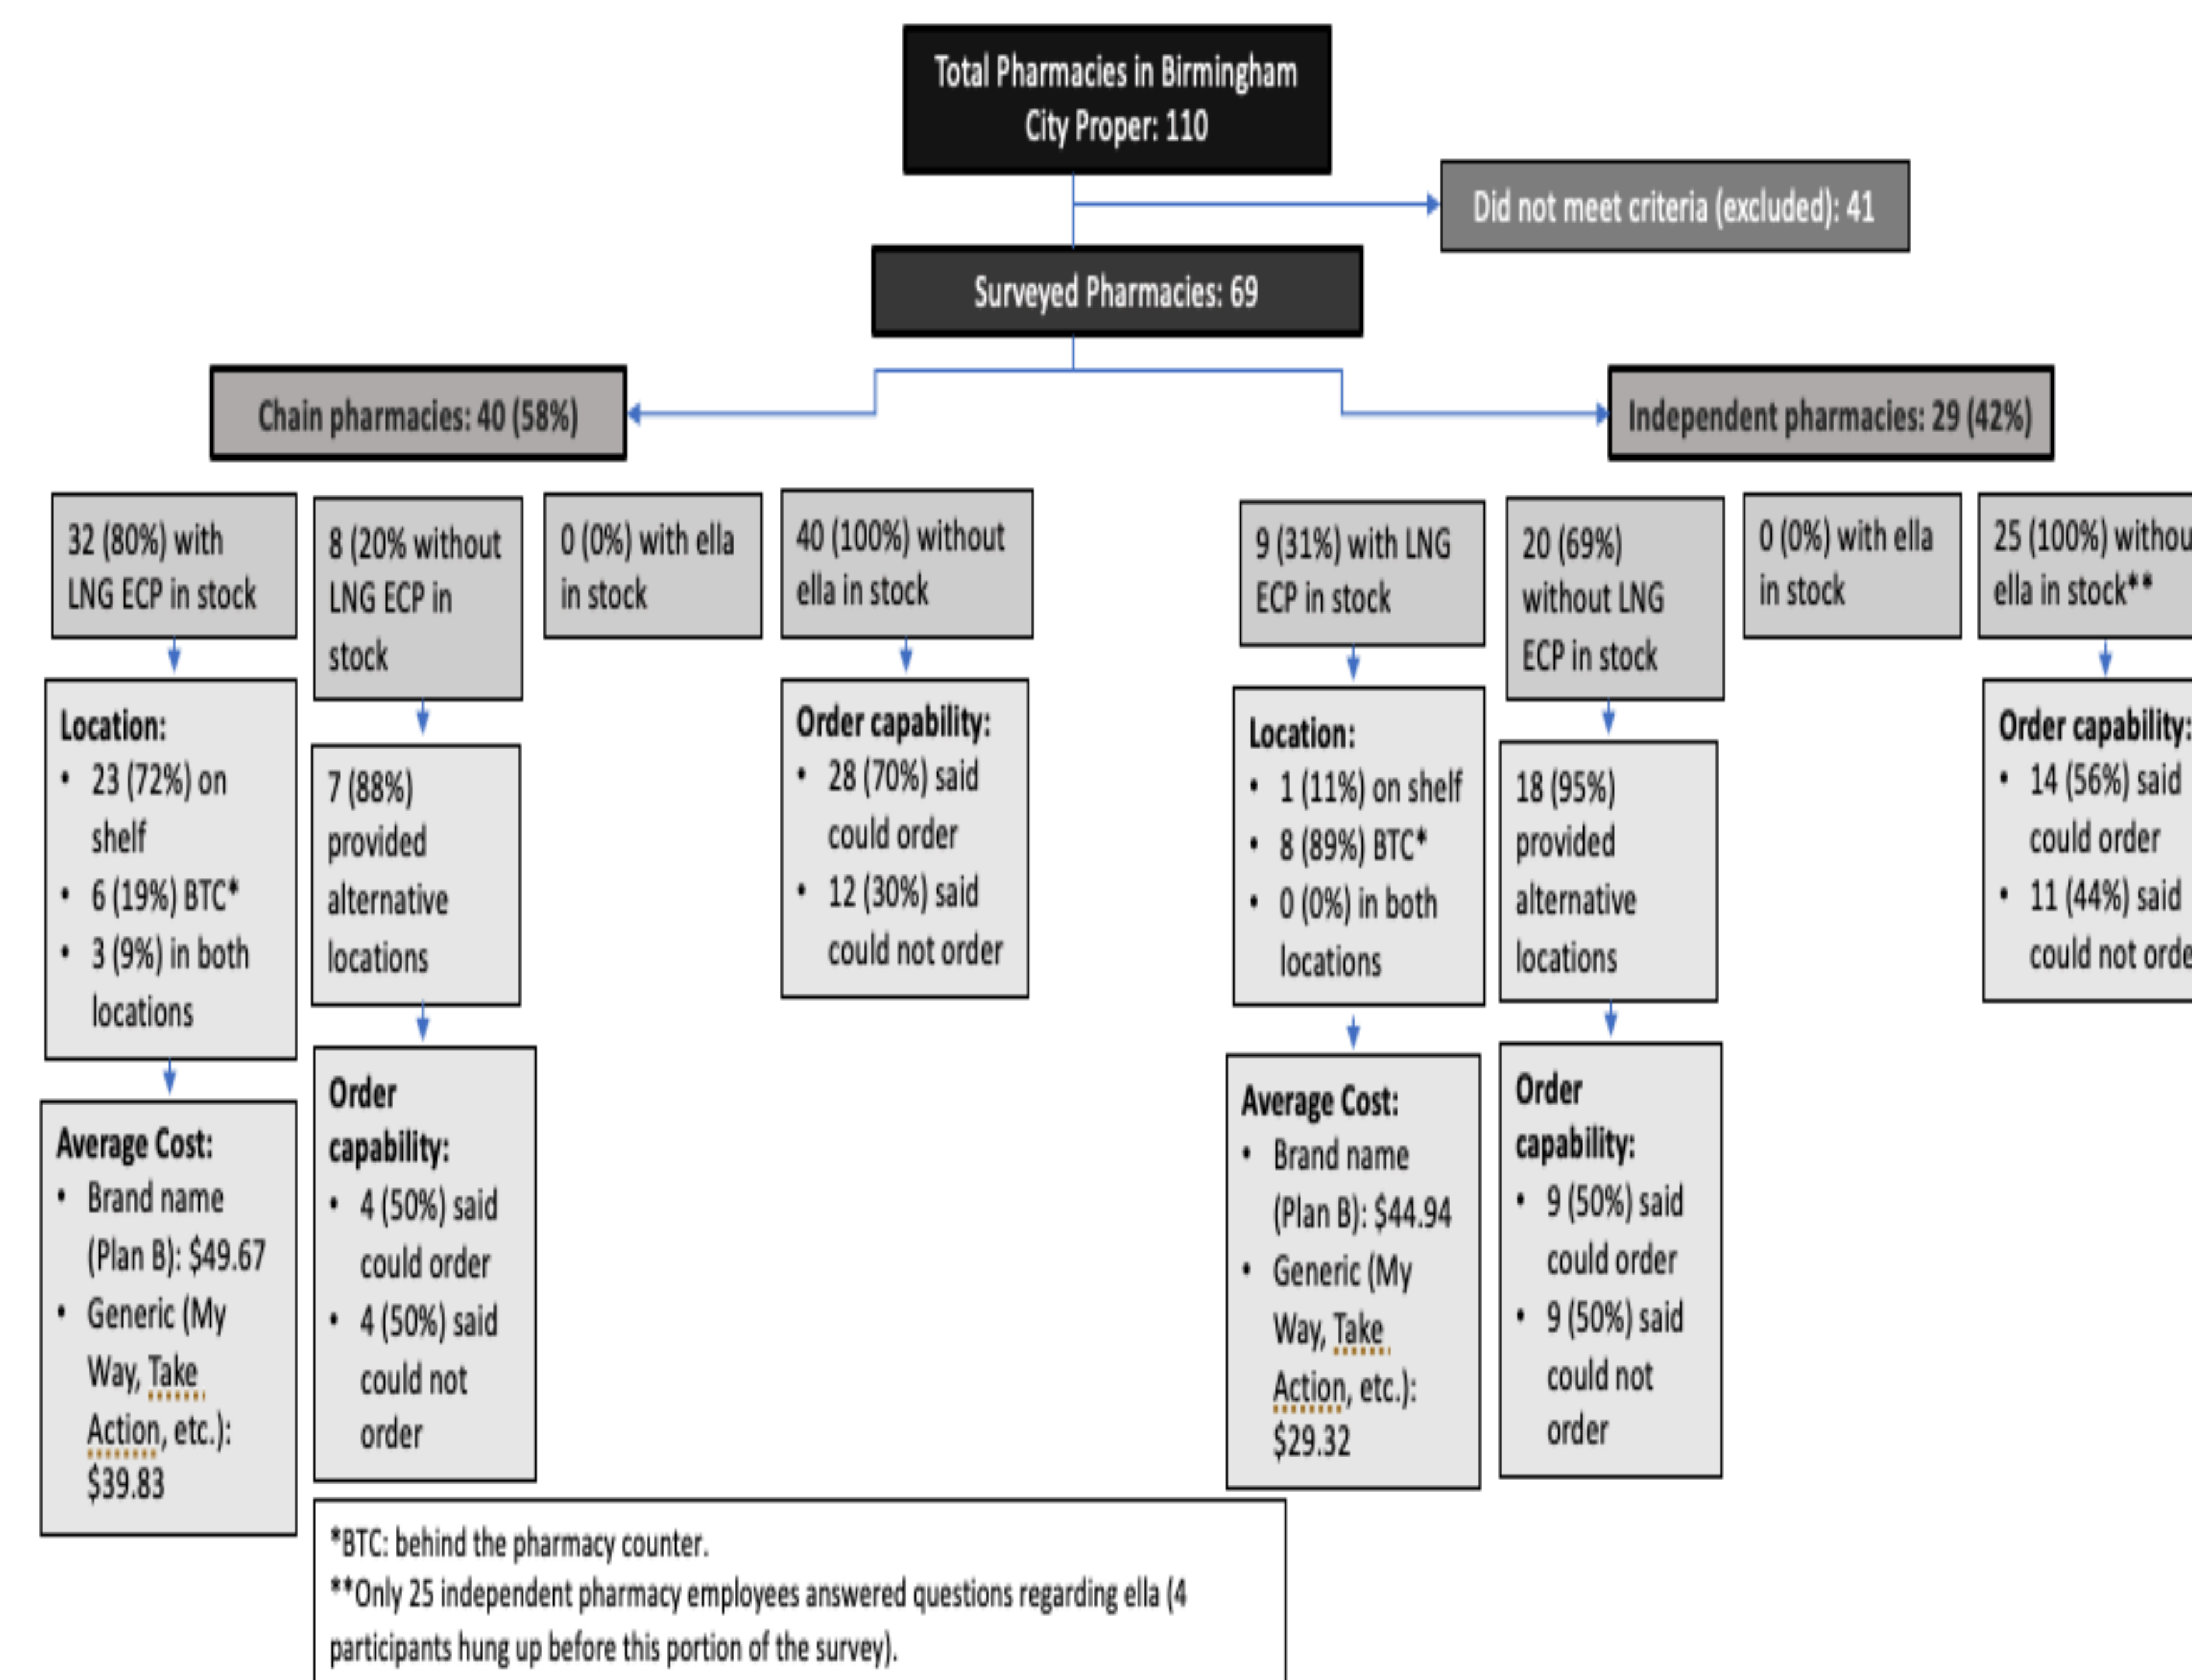 Total Pharmacies in Birmingham
City Proper: 110
Did not meet criteria (excluded): 41
Surveyed Pharmacies: 69
Chain pharmacies: 40 (58%)
Independent pharmacies: 29 (42%)
32 (80%) with
LNG ECP in stock
8 (20% without
LNG ECP in
stock
0 (0%) with ella
in stock
40 (100%) without
ella in stock
9 (31%) with LNG
ECP in stock
20 (69%)
without LNG
ECP in stock
0 (0%) with ella
in stock
25 (100%) withou
ella in stock**
Location:
• 23 (72%) on
shelf
• 6 (19%) BTC*
• 3 (9%) in both
locations
7 (88%)
provided
alternative
locations
Order capability:
• 28 (70%) said
could order
• 12 (30%) said
could not order
Location:
• 1 (11%) on shelf
• 8 (89%) BTC*
• 0 (0%) in both
locations
18 (95%)
provided
alternative
locations
Order capability:
• 14 (56%) said
could order
• 11 (44%) said
could not orde
Average Cost:
• Brand name
(Plan B): $49.67
• Generic (My
Way, Take
Action, etc.):
$39.83
Order
capability:
• 4 (50%) said
could order
• 4 (50%) said
could not
order
Average Cost:
• Brand name
(Plan B): $44.94
• Generic (My
Way, Take
Action, etc.):
$29.32
Order
capability:
• 9 (50%) said
could order
• 9 (50%) said
could not
order
*BTC: behind the pharmacy counter.
**Only 25 independent pharmacy employees answered questions regarding ella (4
participants hung up before this portion of the survey).